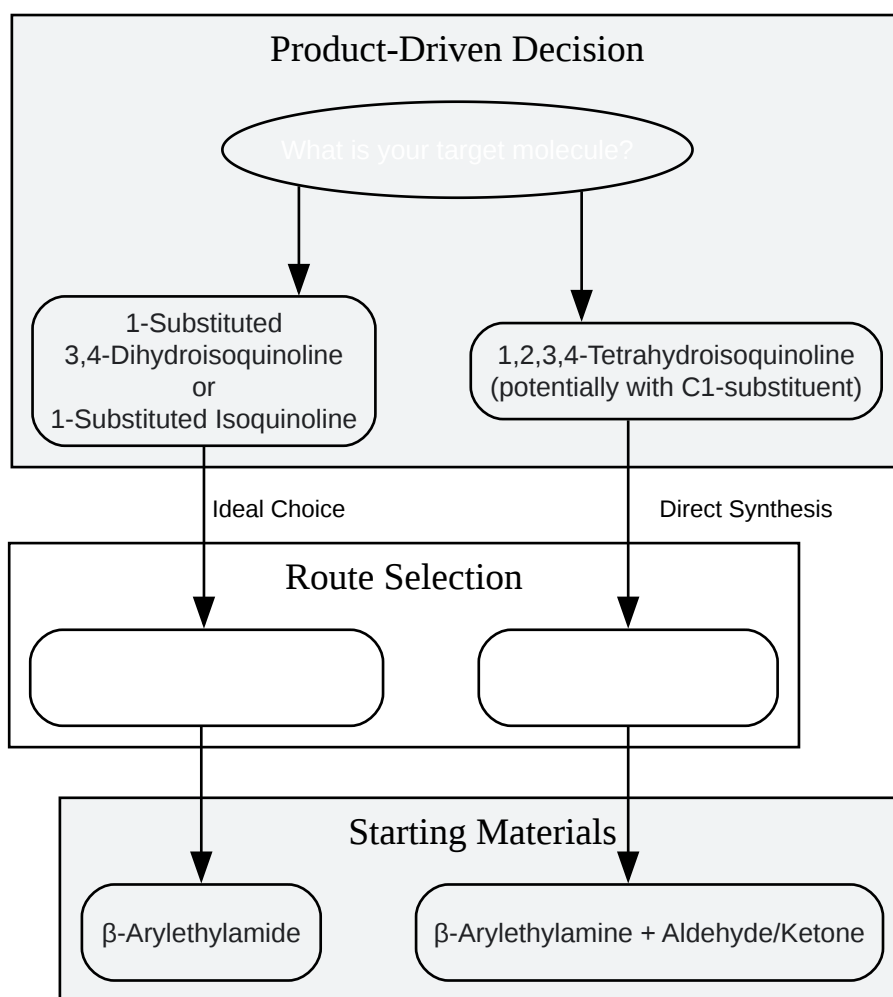 Product-Driven Decision
What is your target molecule?
1-Substituted
3,4-Dihydroisoquinoline
or
1-Substituted Isoquinoline
1,2,3,4-Tetrahydroisoquinoline
(potentially with C1-substituent)
Ideal Choice
Direct Synthesis
Route Selection
Starting Materials
β-Arylethylamide
β-Arylethylamine + Aldehyde/Ketone